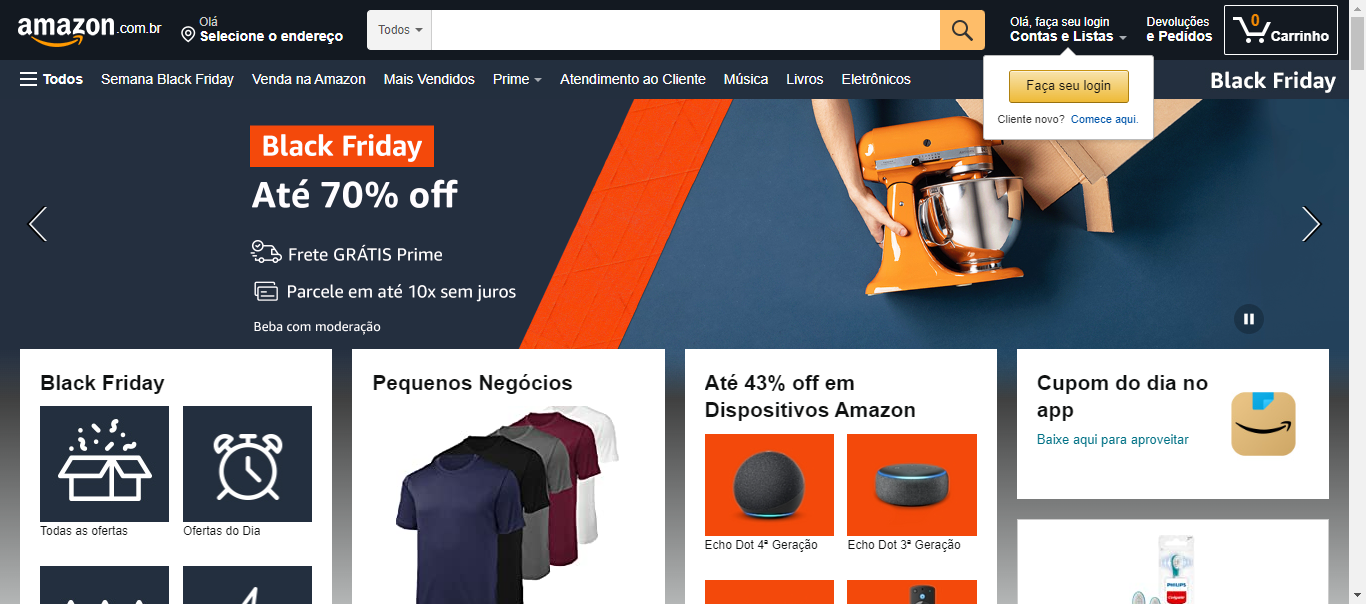 amazon.com.br
Olá
Selecione o endereço
Todos
Olá, faça seu login
Contas e Listas
Devoluções
e Pedidos
0
Carrinho
Todos
Semana Black Friday
Venda na Amazon
Mais Vendidos
Prime
Atendimento ao Cliente
Música
Livros
Eletrônicos
Black Friday
Faça seu login
Cliente novo? Comece aqui.
Black Friday
Até 70% off
Frete GRÁTIS Prime
Parcele em até 10x sem juros
Beba com moderação
Black Friday
Todas as ofertas
Ofertas do Dia
Pequenos Negócios
Até 43% off em
Dispositivos Amazon
Echo Dot 4ª Geração
Echo Dot 3ª Geração
Cupom do dia no
app
Baixe aqui para aproveitar
PHILIPS
Colgate